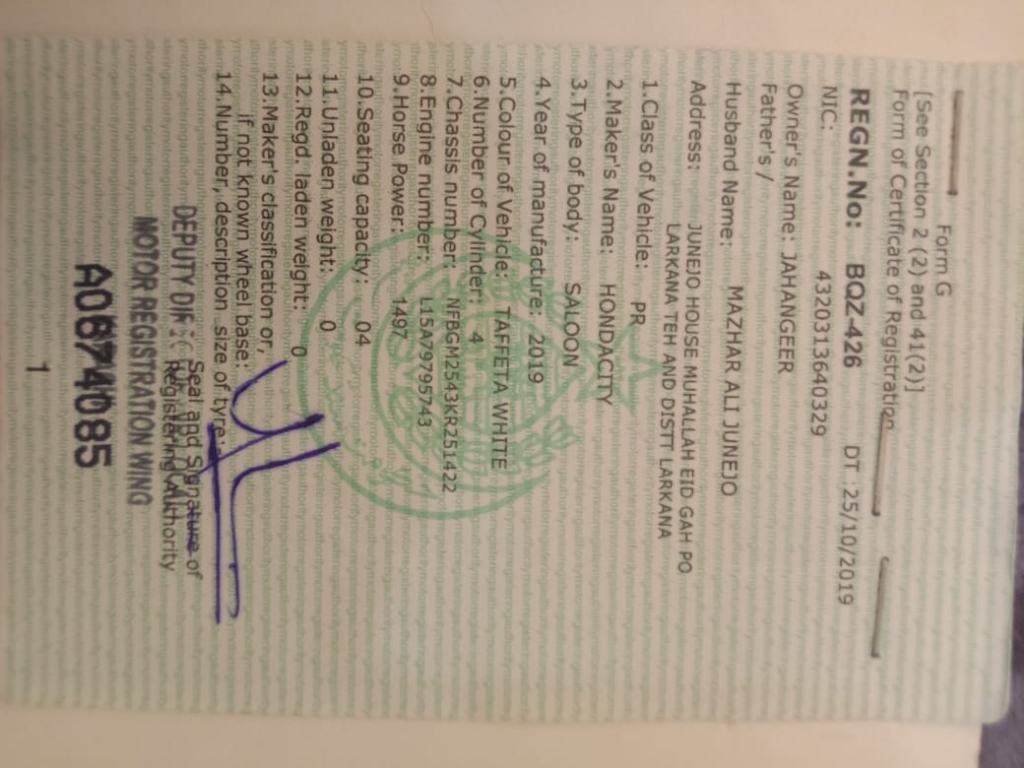 Form G
[See Section 2 (2) and 41(2)]
Form of Certificate of Registration
REGN.No: BQZ-426 DT :25/10/2019
NIC: 4320313640329
Owner's Name: JAHANGEER
Father's /
Husband Name: MAZHAR ALI JUNEJO
Address: JUNEJO HOUSE MUHALLAH EID GAH PO
LARKANA TEH AND DISTT LARKANA
1.Class of Vehicle: PR
2.Maker's Name: HONDACITY
3.Type of body: SALOON
4.Year of manufacture: 2019
5.Colour of Vehicle: TAFFETA WHITE
6.Number of Cylinder: 4
7.Chassis number: NFBGM2543KR251422
8.Engine number: L15A79795743
9.Horse Power: 1497
10.Seating capacity: 04
11.Unladen weight: 0
12.Regd. laden weight: 0
13.Maker's classification or,
if not known wheel base:
14.Number, description size of tyre:
Seal and Signature of
Registering Authority
DEPUTY
MOTOR REGISTRATION WING
A0674085
1